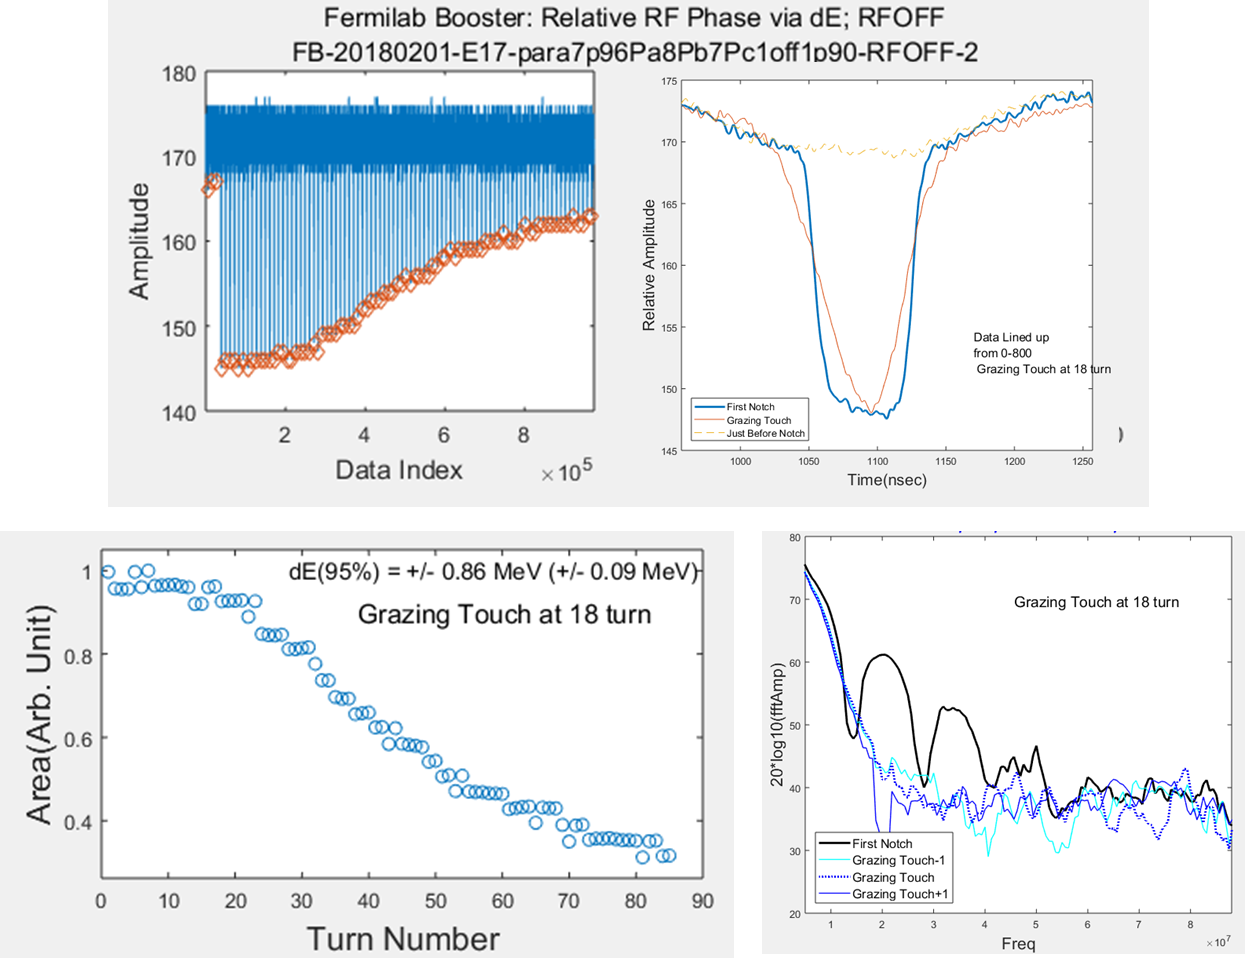 Fermilab Booster: Relative RF Phase via dE; RFOFF
FB-20180201-E17-para7p96Pa8Pb7Pc1off1p90-RFOFF-2
180
170
160
150
140
Amplitude
2
4
6
8
Data Index
×10^5
175
170
165
160
155
150
145
Relative Amplitude
Data Lined up
from 0-800
Grazing Touch at 18 turn
First Notch
Grazing Touch
Just Before Notch
1000
1050
1100
1150
1200
1250
Time(nsec)
)
1
0.8
0.6
0.4
Area(Arb. Unit)
dE(95%) = +/- 0.86 MeV (+/- 0.09 MeV)
Grazing Touch at 18 turn
0
10
20
30
40
50
60
70
80
90
Turn Number
80
70
60
50
40
30
20
20*log10(fftAmp)
Grazing Touch at 18 turn
First Notch
Grazing Touch-1
Grazing Touch
Grazing Touch+1
1
2
3
4
5
6
7
8
Freq
×10^7